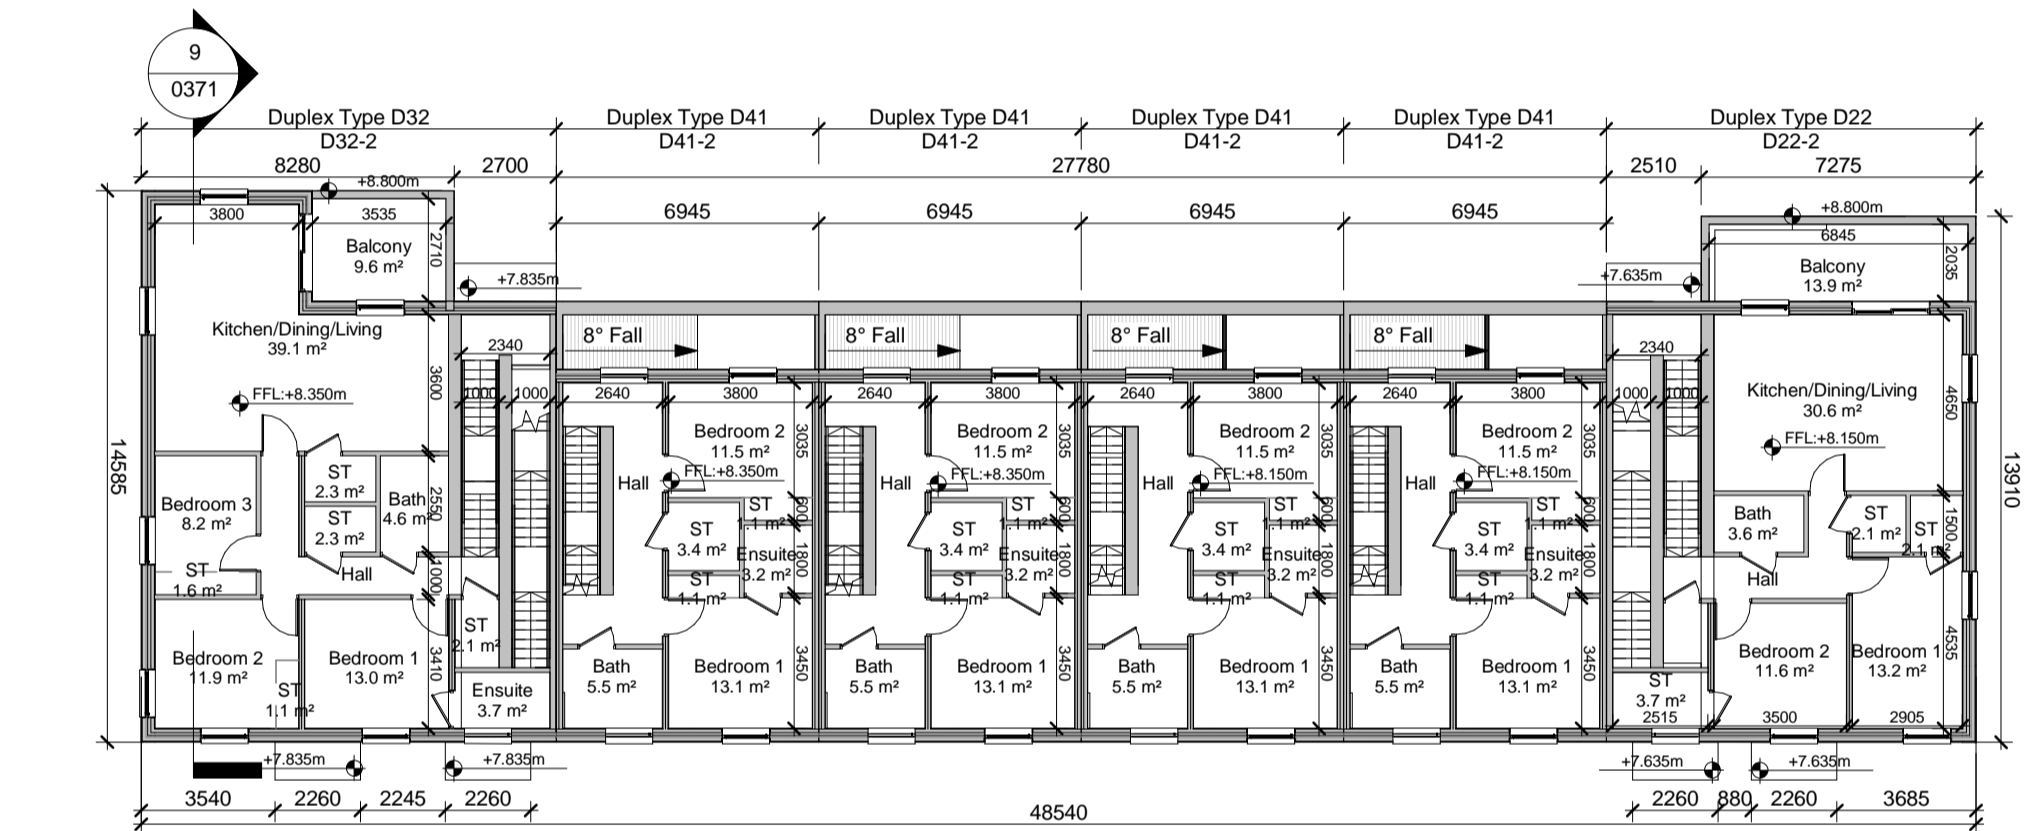 9
0371
Duplex Type D32
D32-2
Duplex Type D41
D41-2
Duplex Type D41
D41-2
Duplex Type D41
D41-2
Duplex Type D41
D41-2
Duplex Type D22
D22-2
8280
2700
27780
2510
7275
6945
6945
6945
6945
+8.800m
3800
3535
2710
Balcony
9.6 m²
+7.835m
Kitchen/Dining/Living
39.1 m²
FFL:+8.350m
3600
2340
1000
1000
14585
Bedroom 3
8.2 m²
ST
2.3 m²
ST
2.3 m²
Bath
4.6 m²
2550
ST
1.6 m²
Hall
1000
Bedroom 2
11.9 m²
ST
1.1 m²
Bedroom 1
13.0 m²
3410
ST
2.1 m²
Ensuite
3.7 m²
8° Fall
2640
3800
Bedroom 2
11.5 m²
3035
FFL:+8.350m
Hall
ST
1.1 m²
600
ST
3.4 m²
Ensuite
3.2 m²
1800
ST
1.1 m²
Bath
5.5 m²
Bedroom 1
13.1 m²
3450
8° Fall
2640
3800
Bedroom 2
11.5 m²
3035
FFL:+8.350m
Hall
ST
1.1 m²
600
ST
3.4 m²
Ensuite
3.2 m²
1800
ST
1.1 m²
Bath
5.5 m²
Bedroom 1
13.1 m²
3450
8° Fall
2640
3800
Bedroom 2
11.5 m²
3035
FFL:+8.150m
Hall
ST
1.1 m²
600
ST
3.4 m²
Ensuite
3.2 m²
1800
ST
1.1 m²
Bath
5.5 m²
Bedroom 1
13.1 m²
3450
8° Fall
2640
3800
Bedroom 2
11.5 m²
3035
FFL:+8.150m
Hall
ST
1.1 m²
600
ST
3.4 m²
Ensuite
3.2 m²
1800
ST
1.1 m²
Bath
5.5 m²
Bedroom 1
13.1 m²
3450
+8.800m
6845
2035
Balcony
13.9 m²
+7.635m
2340
1000
1000
Kitchen/Dining/Living
30.6 m²
FFL:+8.150m
4650
13910
Bath
3.6 m²
ST
2.1 m²
ST
2.1 m²
1500
Hall
Bedroom 2
11.6 m²
Bedroom 1
13.2 m²
4535
ST
3.7 m²
2515
3500
2905
+7.835m
+7.835m
+7.635m
+7.635m
3540
2260
2245
2260
48540
2260
880
2260
3685